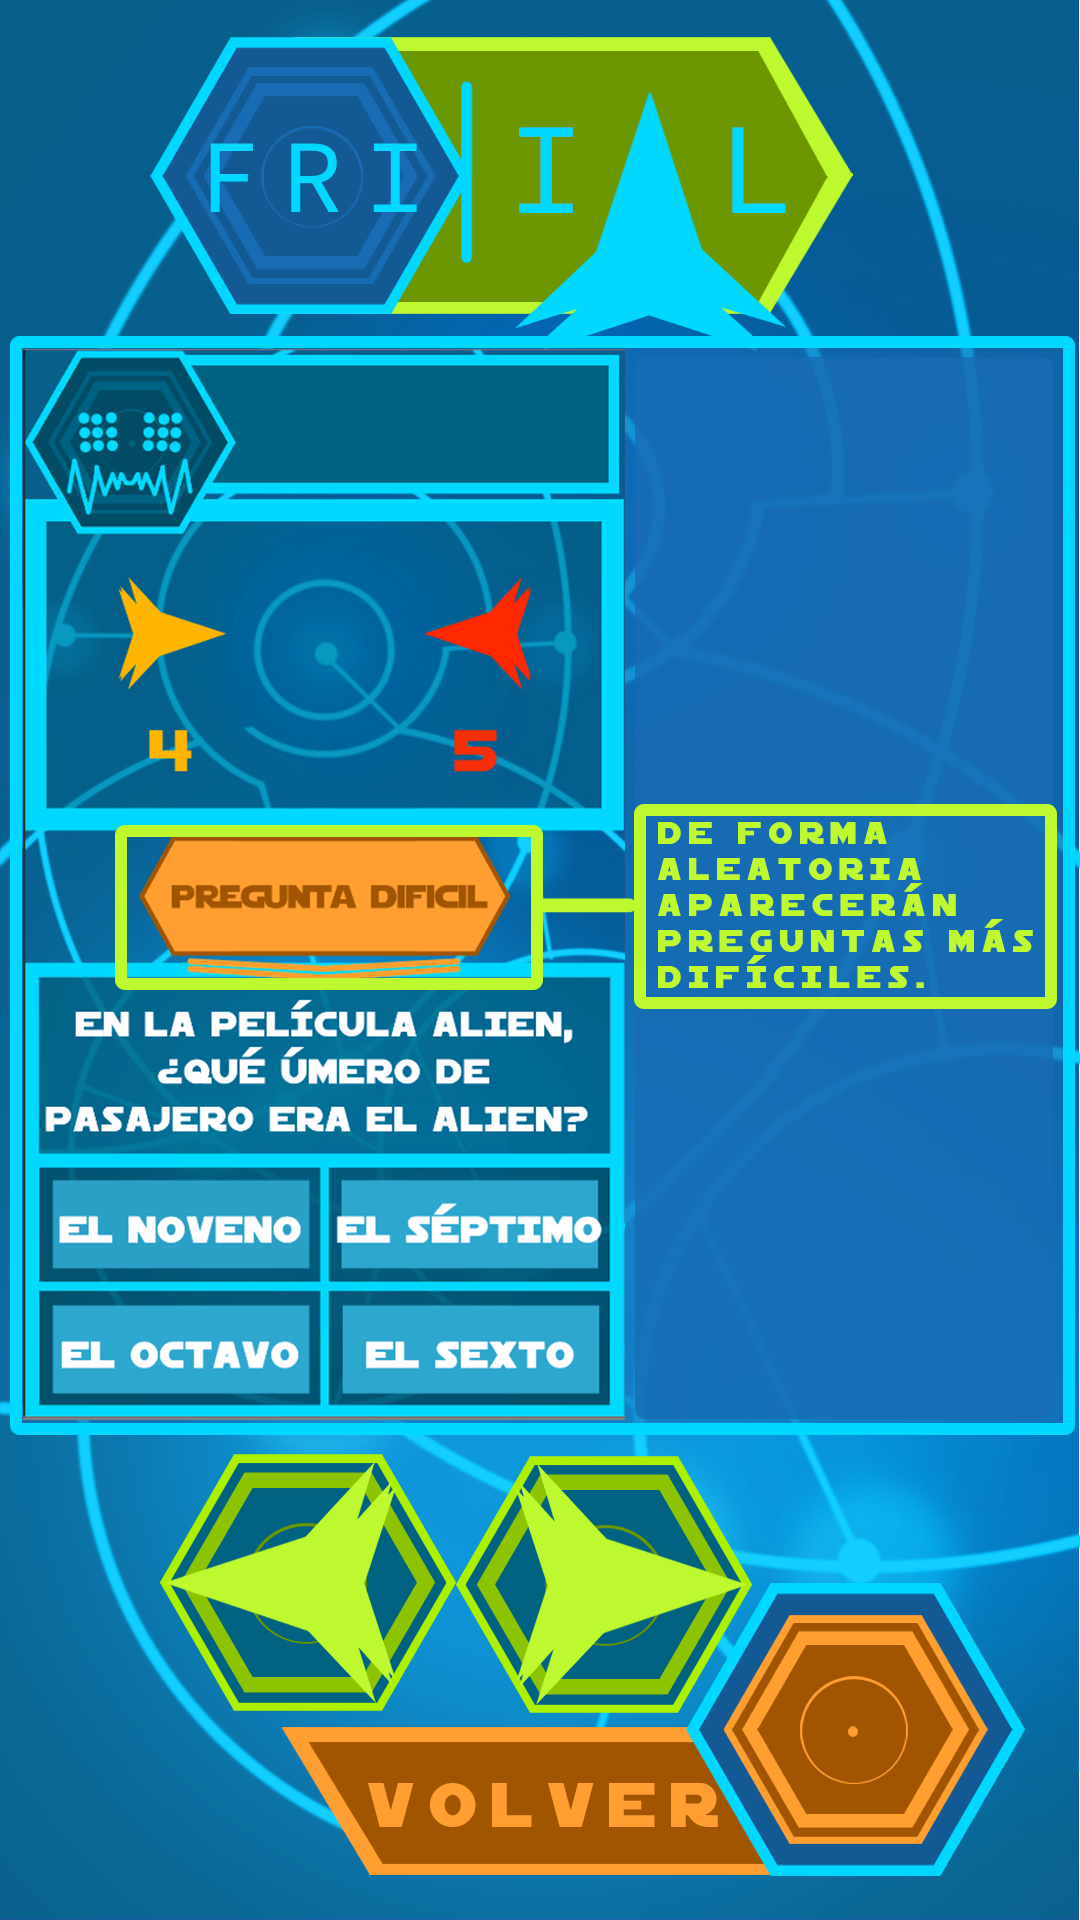 FRI I L
4 5
PREGUNTA DIFICIL
DE FORMA
ALEATORIA
APARECERÁN
PREGUNTAS MÁS
DIFÍCILES.
EN LA PELÍCULA ALIEN,
¿QUÉ ÚMERO DE
PASAJERO ERA EL ALIEN?
EL NOVENO EL SÉPTIMO
EL OCTAVO EL SEXTO
VOLVER